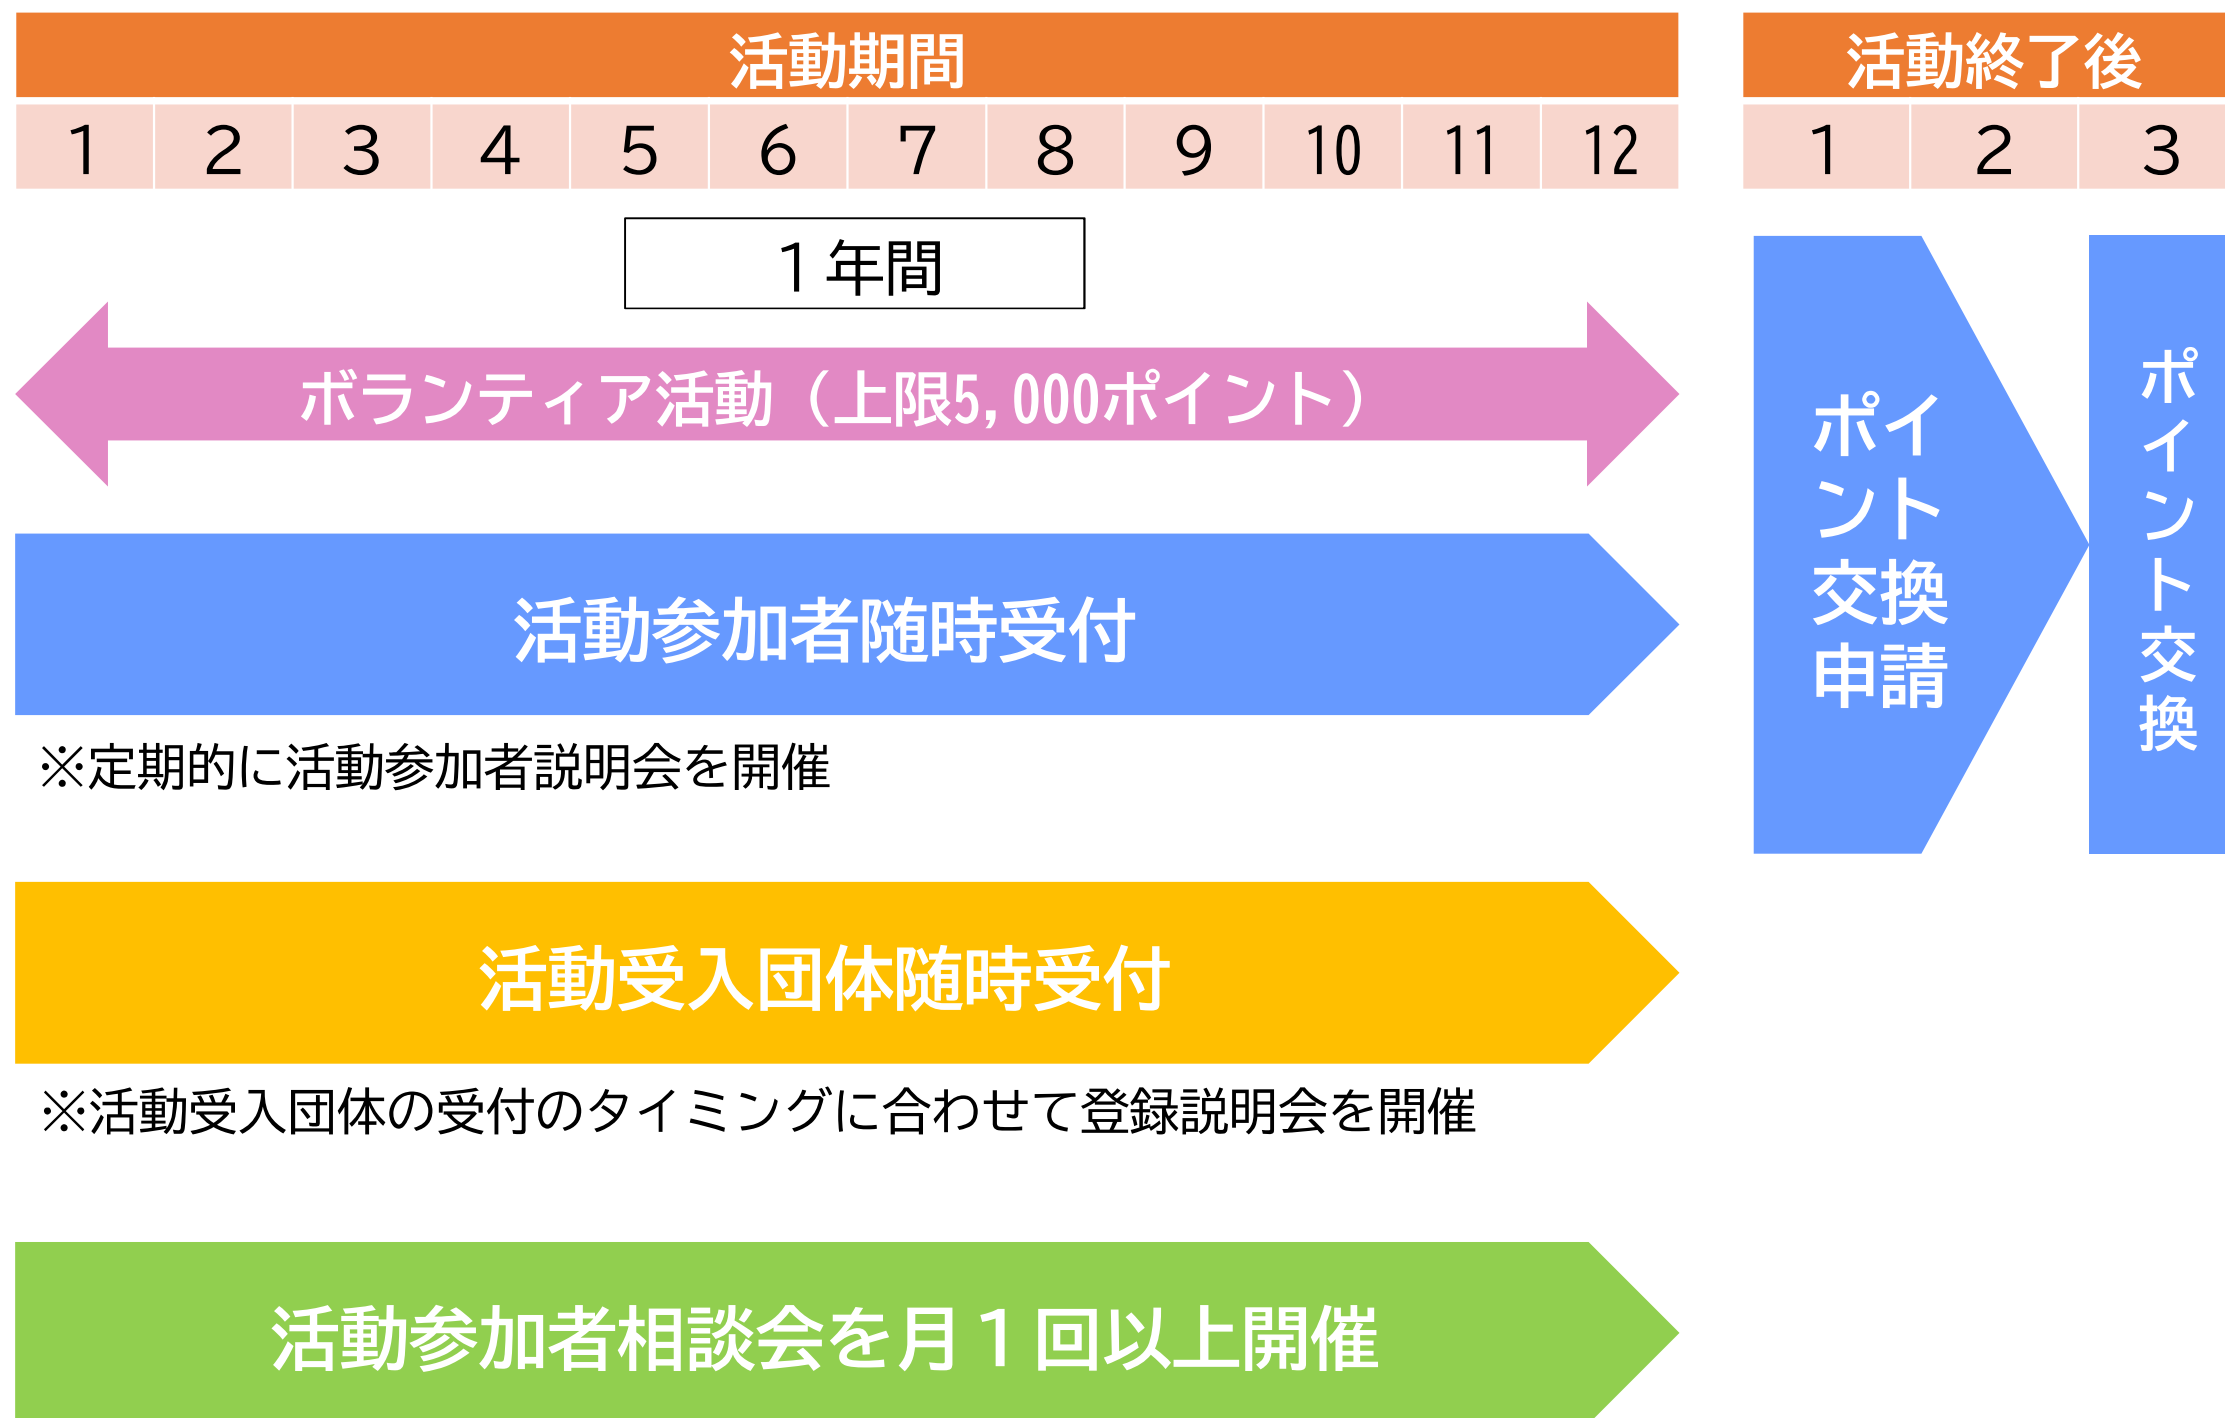 活動期間
活動終了後
1 2 3 4 5 6 7 8 9 10 11 12
1 2 3
１年間
ボランティア活動（上限5,000ポイント）
活動参加者随時受付
※定期的に活動参加者説明会を開催
活動受入団体随時受付
※活動受入団体の受付のタイミングに合わせて登録説明会を開催
活動参加者相談会を月１回以上開催
ポイ
ント
交換
申請
ポイント交換